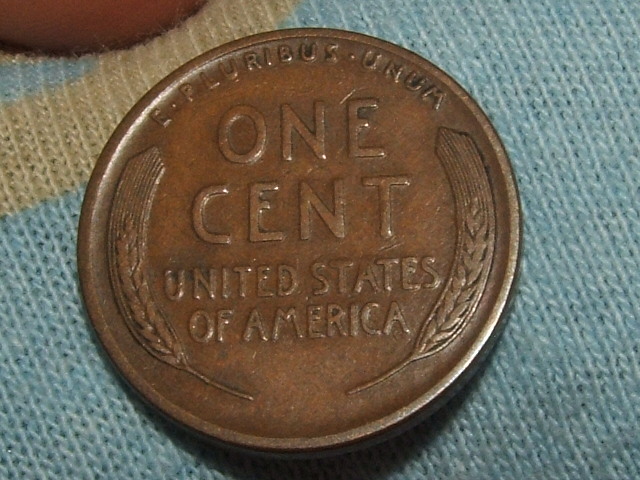 E·PLURIBUS·UNUM
ONE
CENT
UNITED STATES
OF AMERICA